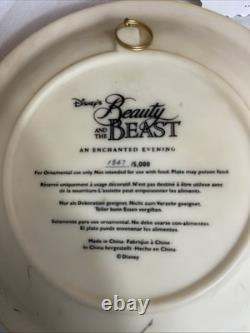 Disney's
Beauty
AND THE BEAST
AN ENCHANTED EVENING
/5,000
For Ornamental use only. Not intended for use with food. Plate may poison food.
Réservé uniquement à usage décoratif. N'est pas destiné à être utilisé avec
de la nourriture. L'assiette peut empoisonner les aliments.
Nur als Dekoration geeignet. Nicht zum Verzehr geeignet.
Teller kann Essen vergiften.
Solamente para uso ornamental. No debe usarse con alimentos.
El plato puede envenenar los alimentos.
Made in China · Fabriqué à China
In China hergestellt · Hecho en China
©Disney